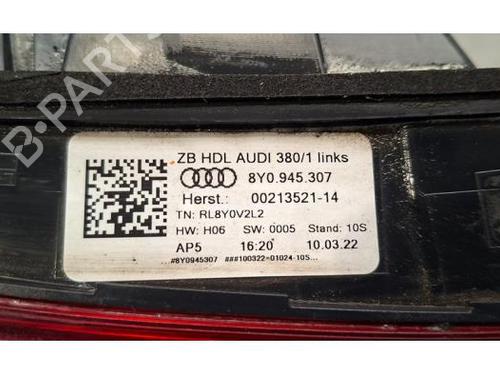 ZB HDL AUDI 380/1 links
8Y0.945.307
Herst.: 00213521-14
TN: RL8Y0V2L2
HW: H06 SW: 0005 Stand: 10S
AP5 16:20 10.03.22
#8Y0945307 ###100322-01024-10S...
B-PARTS